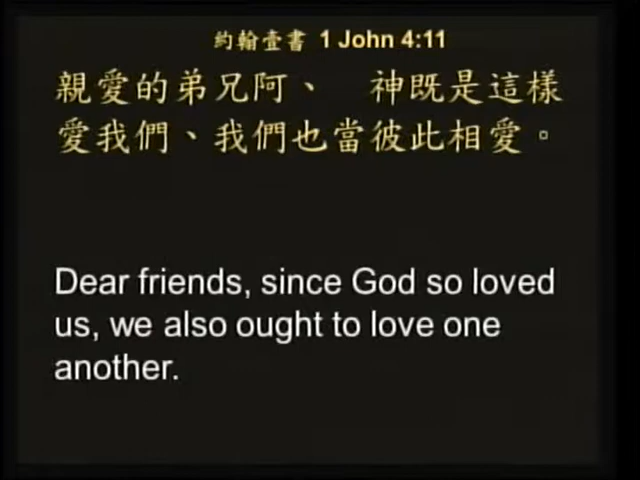 約翰壹書 1 John 4:11
親愛的弟兄阿、 神既是這樣
愛我們、我們也當彼此相愛。
Dear friends, since God so loved
us, we also ought to love one
another.